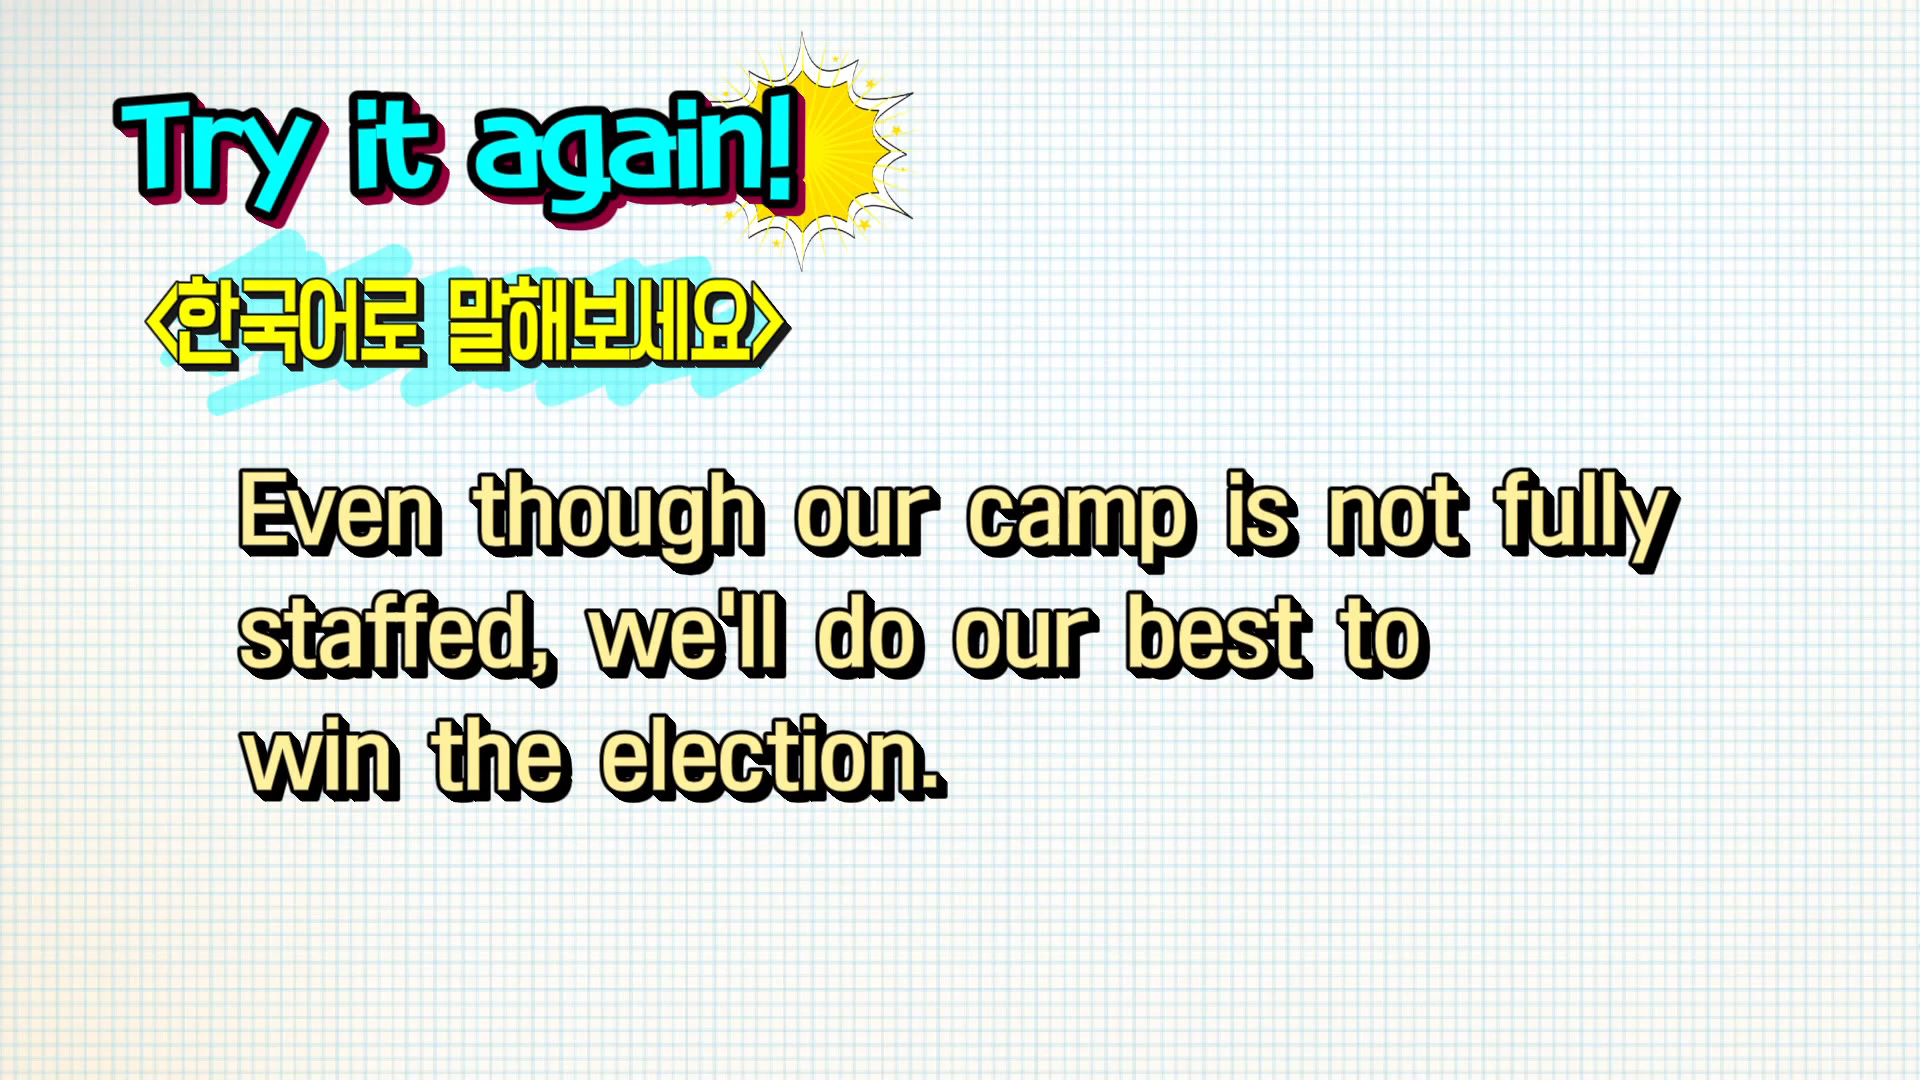 Try it again!
<한국어로 말해보세요>
Even though our camp is not fully
staffed, we'll do our best to
win the election.